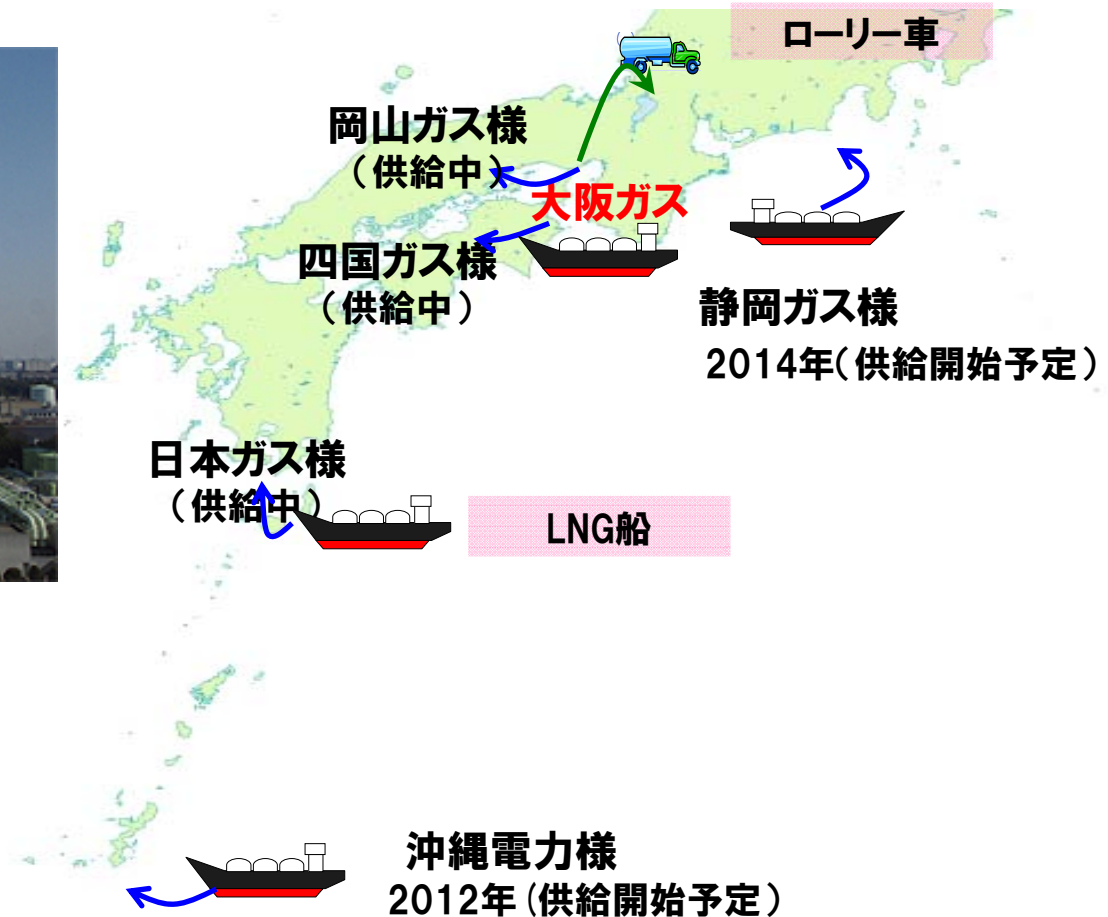 ローリー車
岡山ガス様
（供給中）
大阪ガス
四国ガス様
（供給中）
静岡ガス様
2014年（供給開始予定）
日本ガス様
（供給中）
LNG船
沖縄電力様
2012年（供給開始予定）